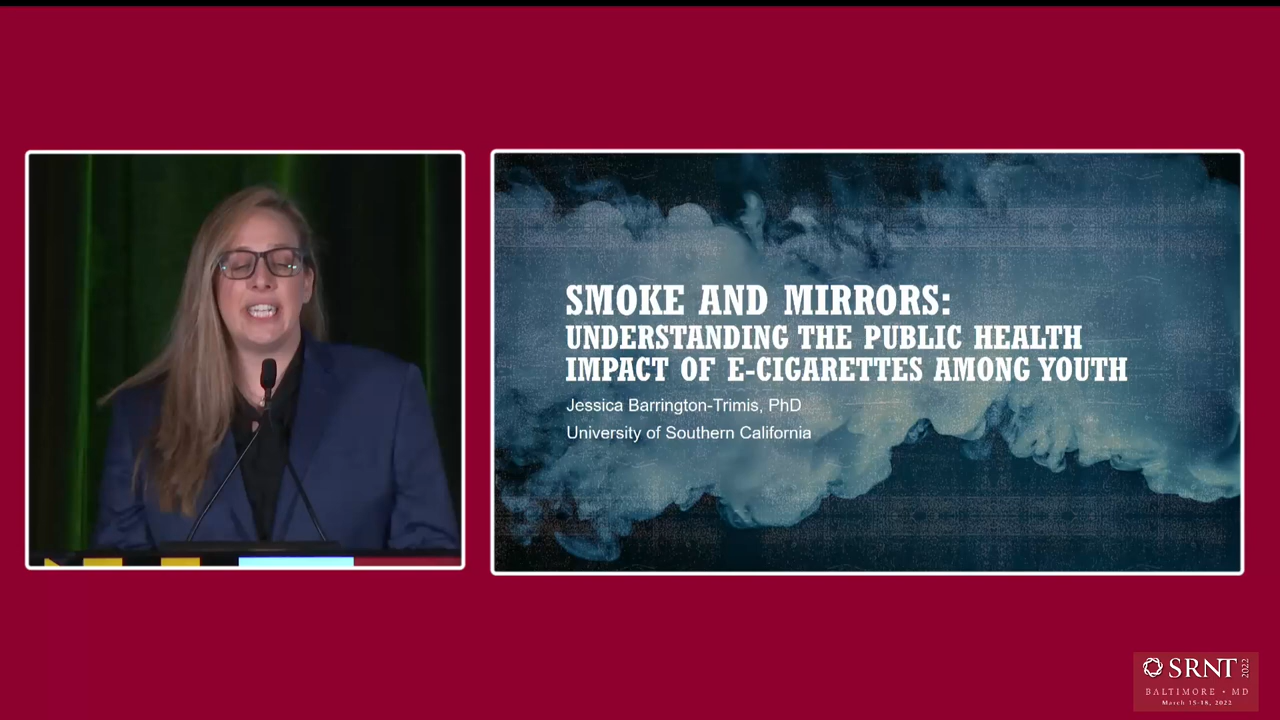 SMOKE AND MIRRORS:
UNDERSTANDING THE PUBLIC HEALTH
IMPACT OF E-CIGARETTES AMONG YOUTH
Jessica Barrington-Trimis, PhD
University of Southern California
SRNT 2022
BALTIMORE • MD
March 15-18, 2022